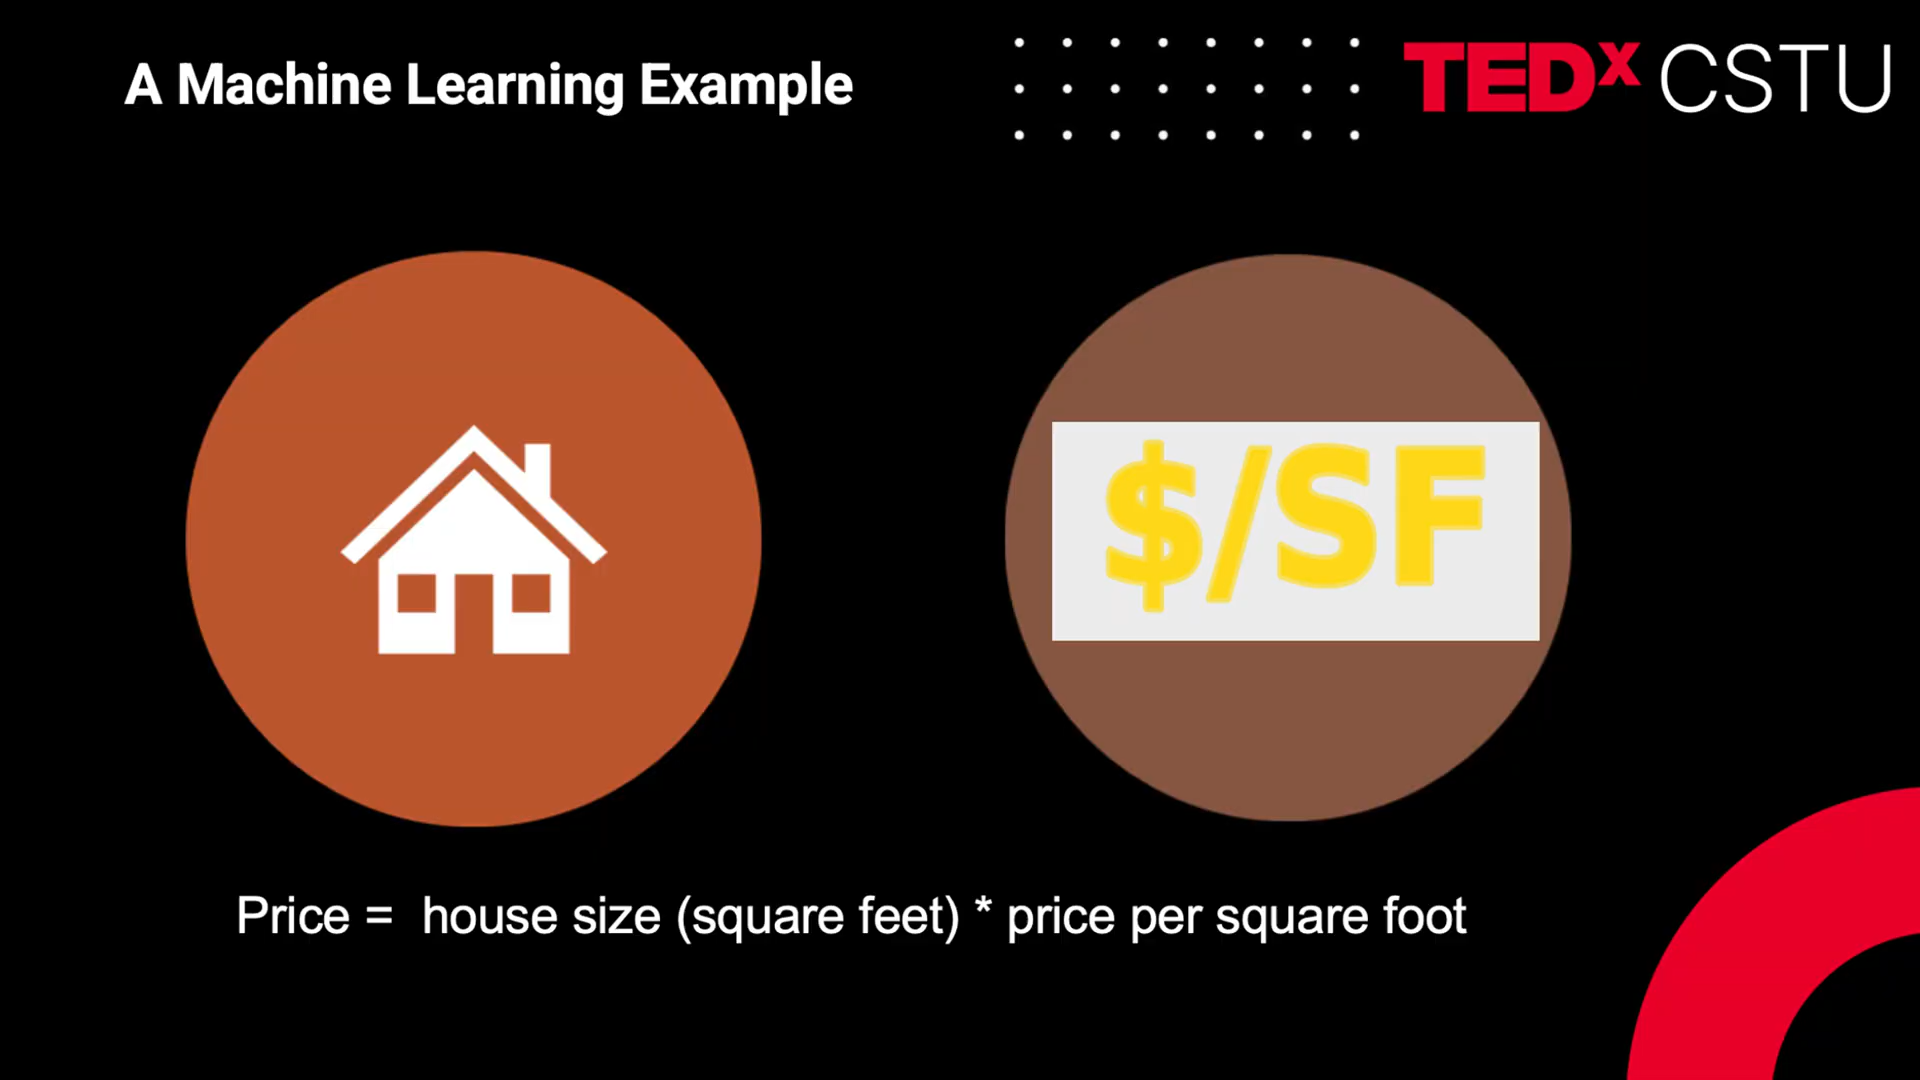 A Machine Learning Example
TEDx CSTU
$/SF
Price = house size (square feet) * price per square foot